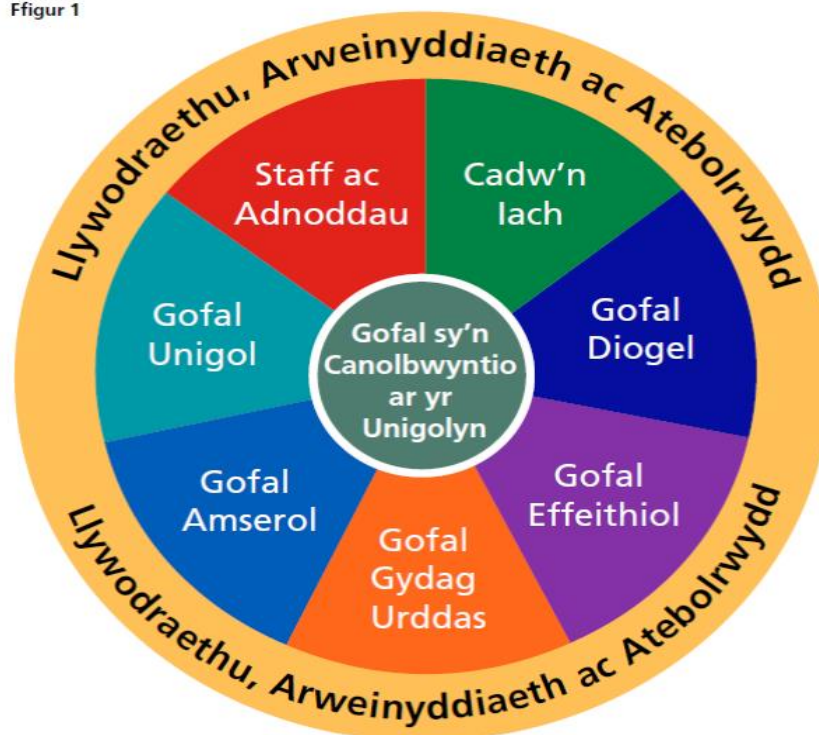 Ffigur 1
Llywodraethu, Arweinyddiaeth ac Atebolrwydd
Staff ac
Adnoddau
Cadw'n
Iach
Gofal
Unigol
Gofal
Diogel
Gofal sy'n
Canolbwyntio
ar yr
Unigolyn
Gofal
Amserol
Gofal
Effeithiol
Gofal
Gydag
Urddas
Llywodraethu, Arweinyddiaeth ac Atebolrwydd